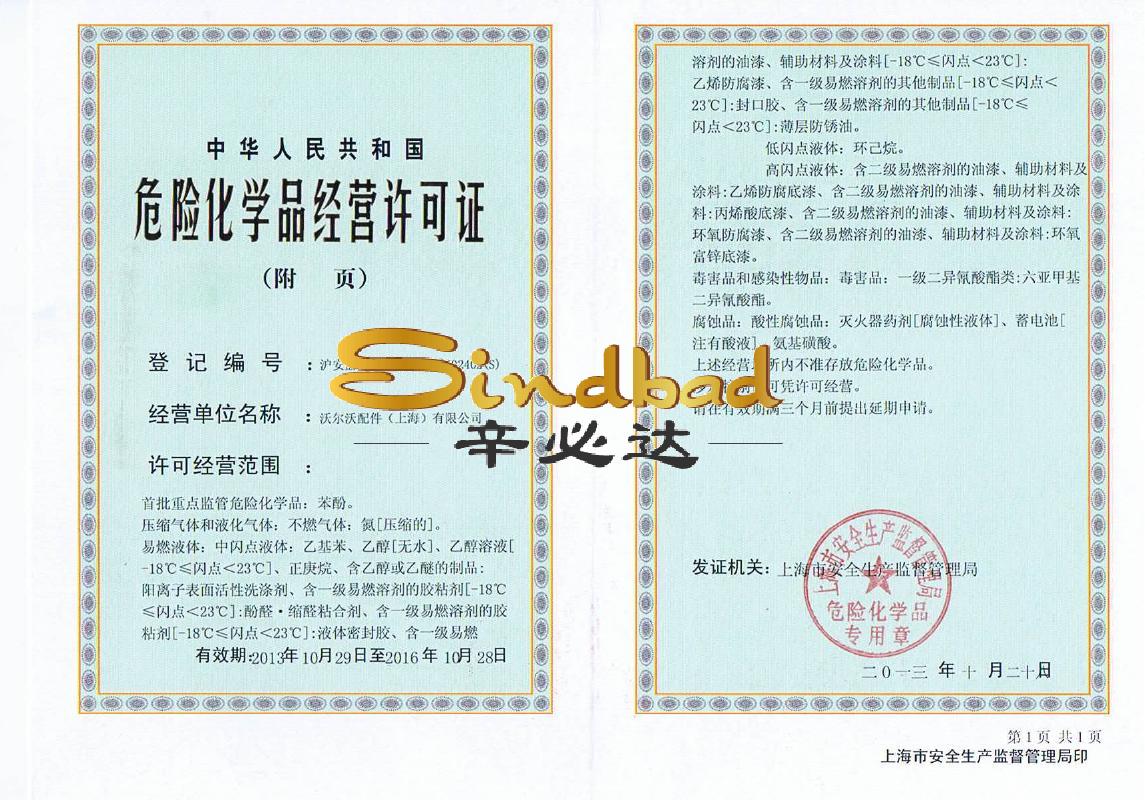 中华人民共和国
危险化学品经营许可证
（附 页）
登记编号：沪安
(S)
经营单位名称：沃尔沃配件（上海）有限公司
许可经营范围：
首批重点监管危险化学品：苯酚。
压缩气体和液化气体：不燃气体：氮[压缩的]。
易燃液体：中闪点液体：乙基苯、乙醇[无水]、乙醇溶液[
-18℃≤闪点＜23℃]、正庚烷、含乙醇或乙醚的制品：
阳离子表面活性洗涤剂、含一级易燃溶剂的胶粘剂[-18℃
≤闪点＜23℃]:酚醛・缩醛粘合剂、含一级易燃溶剂的胶
粘剂[-18℃≤闪点＜23℃]:液体密封胶、含一级易燃
有效期:2013年10月29日至2016年10月28日
溶剂的油漆、辅助材料及涂料[-18℃≤闪点＜23℃]:
乙烯防腐漆、含一级易燃溶剂的其他制品[-18℃≤闪点＜
23℃]:封口胶、含一级易燃溶剂的其他制品[-18℃≤
闪点＜23℃]:薄层防锈油。
低闪点液体：环己烷。
高闪点液体：含二级易燃溶剂的油漆、辅助材料及
涂料:乙烯防腐底漆、含二级易燃溶剂的油漆、辅助材料及涂
料:丙烯酸底漆、含二级易燃溶剂的油漆、辅助材料及涂料:
环氧防腐漆、含二级易燃溶剂的油漆、辅助材料及涂料:环氧
富锌底漆。
毒害品和感染性物品：毒害品：一级二异氰酸酯类:六亚甲基
二异氰酸酯。
腐蚀品：酸性腐蚀品：灭火器药剂[腐蚀性液体]、蓄电池[
注有酸液]、氨基磺酸。
上述经营场所内不准存放危险化学品。
可凭许可经营。
请在有效期满三个月前提出延期申请。
Sindbad
辛必达
发证机关：上海市安全生产监督管理局
上海市安全生产监督管理局
危险化学品
专用章
二〇一三年十月二十八日
第1页 共1页
上海市安全生产监督管理局印